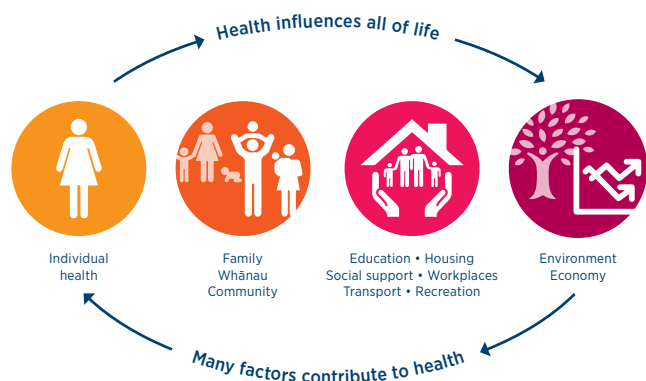 Health influences all of life
Individual
health
Family
Whānau
Community
Education • Housing
Social support • Workplaces
Transport • Recreation
Environment
Economy
Many factors contribute to health